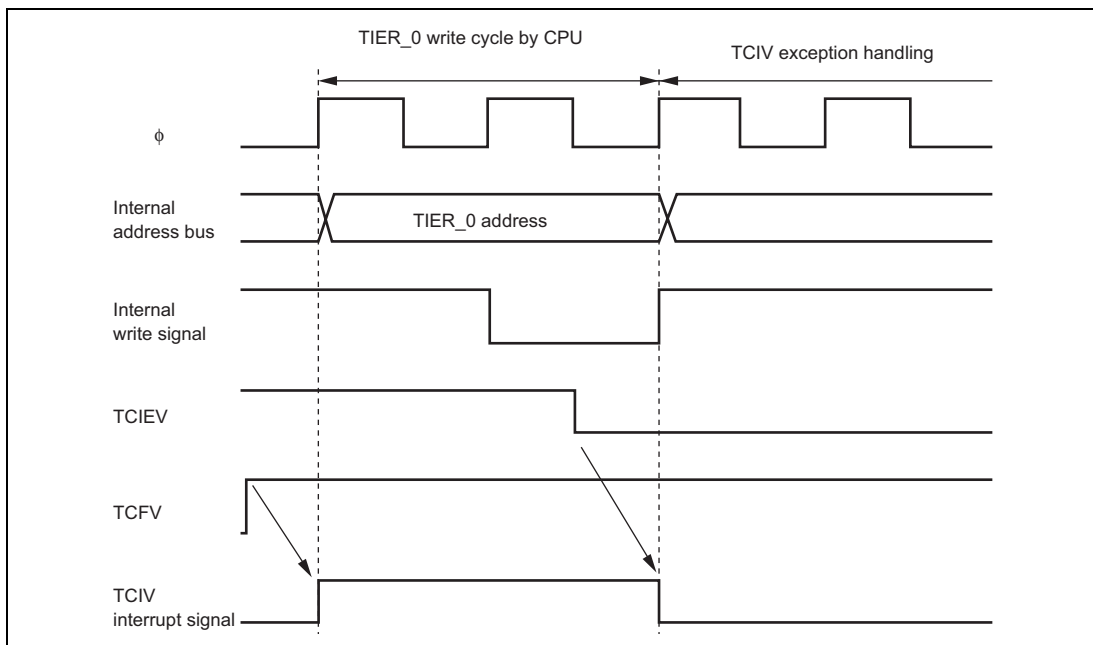 TIER_0 write cycle by CPU
TCIV exception handling
ϕ
Internal
address bus
TIER_0 address
Internal
write signal
TCIEV
TCFV
TCIV
interrupt signal